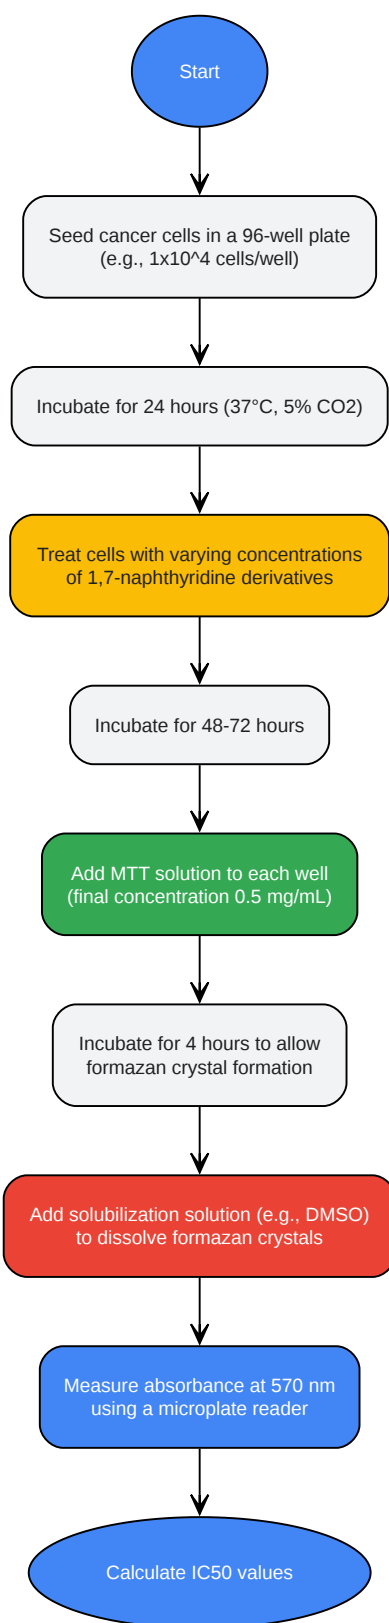 Start
Seed cancer cells in a 96-well plate
(e.g., 1x10^4 cells/well)
Incubate for 24 hours (37°C, 5% CO2)
Treat cells with varying concentrations
of 1,7-naphthyridine derivatives
Incubate for 48-72 hours
Add MTT solution to each well
(final concentration 0.5 mg/mL)
Incubate for 4 hours to allow
formazan crystal formation
Add solubilization solution (e.g., DMSO)
to dissolve formazan crystals
Measure absorbance at 570 nm
using a microplate reader
Calculate IC50 values